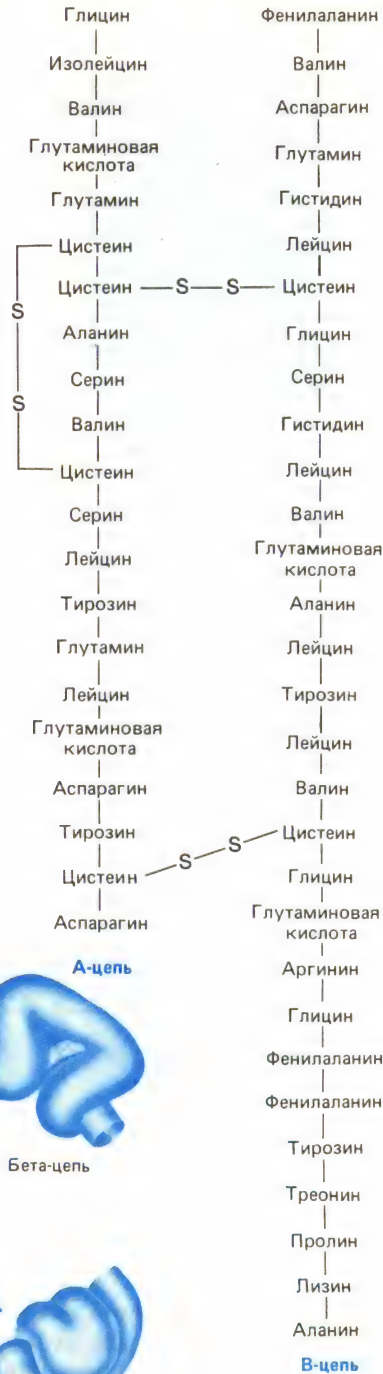 Глицин
Изолейцин
Валин
Глутаминовая
кислота
Глутамин
Цистеин
Цистеин
S
S
Аланин
Серин
Валин
Цистеин
S
S
Серин
Лейцин
Тирозин
Глутамин
Лейцин
Глутаминовая
кислота
Аспарагин
Тирозин
Цистеин
S
S
Аспарагин
А-цепь
Бета-цепь
Фенилаланин
Валин
Аспарагин
Глутамин
Гистидин
Лейцин
Цистеин
Глицин
Серин
Гистидин
Лейцин
Валин
Глутаминовая
кислота
Аланин
Лейцин
Тирозин
Лейцин
Валин
Цистеин
Глицин
Глутаминовая
кислота
Аргинин
Глицин
Фенилаланин
Фенилаланин
Тирозин
Треонин
Пролин
Лизин
Аланин
В-цепь